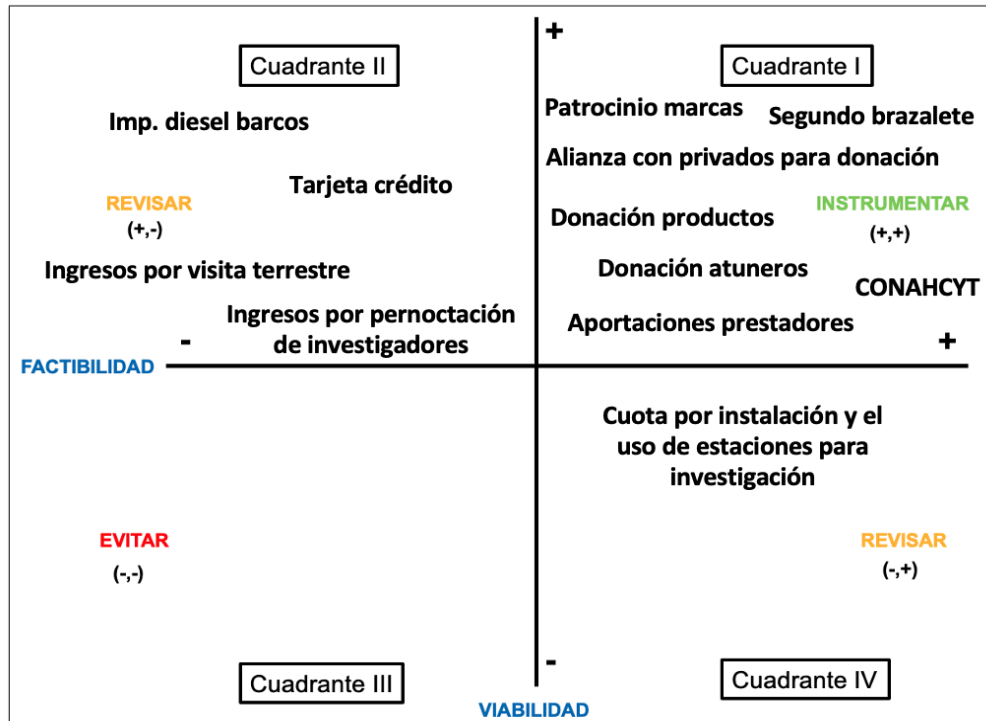 +
Cuadrante II
Cuadrante I
Imp. diesel barcos
Patrocinio marcas
Segundo brazalete
Alianza con privados para donación
Tarjeta crédito
REVISAR
(+,-)
Donación productos
INSTRUMENTAR
(+,+)
Ingresos por visita terrestre
Donación atuneros
CONAHCYT
Ingresos por pernoctación
de investigadores
Aportaciones prestadores
-
+
FACTIBILIDAD
Cuota por instalación y el
uso de estaciones para
investigación
EVITAR
(-,-)
REVISAR
(-,+)
-
Cuadrante III
Cuadrante IV
VIABILIDAD